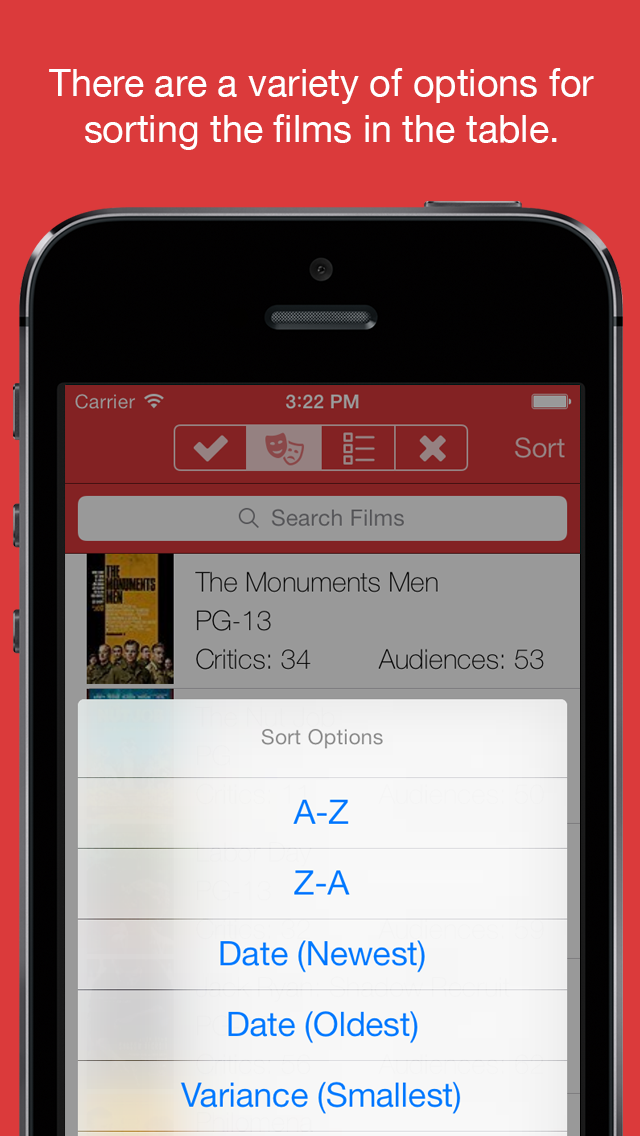 There are a variety of options for
sorting the films in the table.
Carrier 3:22 PM
Sort
Search Films
THE
MONUMENTS
MEN
The Monuments Men
PG-13
Critics: 34 Audiences: 53
Sort Options
A-Z
Z-A
Date (Newest)
Date (Oldest)
Variance (Smallest)